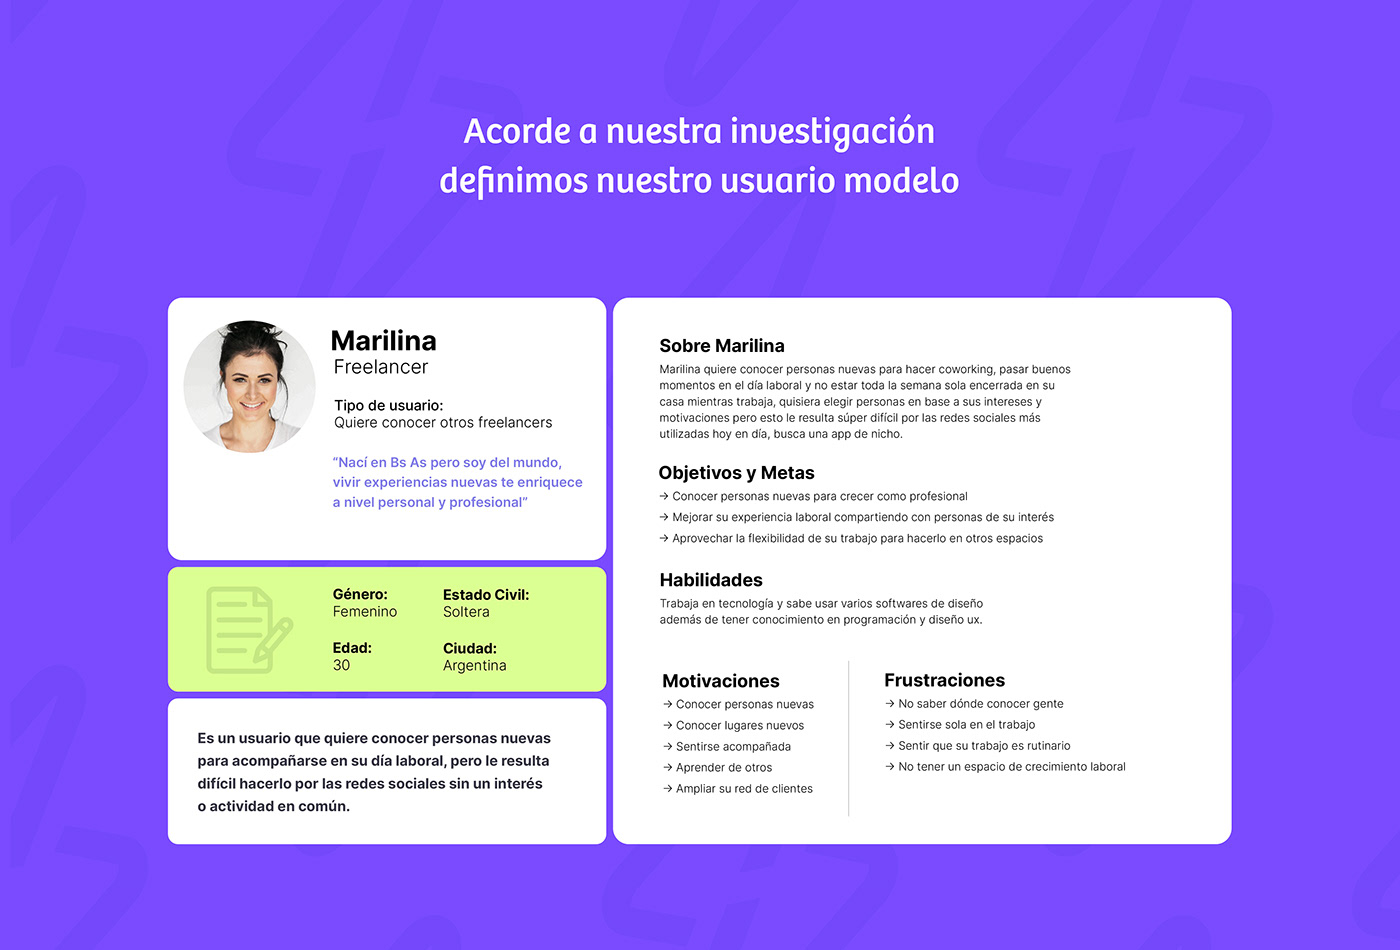 Acorde a nuestra investigación
definimos nuestro usuario modelo
Marilina
Freelancer
Tipo de usuario:
Quiere conocer otros freelancers
“Nací en Bs As pero soy del mundo,
vivir experiencias nuevas te enriquece
a nivel personal y profesional”
Género:
Femenino
Estado Civil:
Soltera
Edad:
30
Ciudad:
Argentina
Es un usuario que quiere conocer personas nuevas
para acompañarse en su día laboral, pero le resulta
difícil hacerlo por las redes sociales sin un interés
o actividad en común.
Sobre Marilina
Marilina quiere conocer personas nuevas para hacer coworking, pasar buenos
momentos en el día laboral y no estar toda la semana sola encerrada en su
casa mientras trabaja, quisiera elegir personas en base a sus intereses y
motivaciones pero esto le resulta súper difícil por las redes sociales más
utilizadas hoy en día, busca una app de nicho.
Objetivos y Metas
→ Conocer personas nuevas para crecer como profesional
→ Mejorar su experiencia laboral compartiendo con personas de su interés
→ Aprovechar la flexibilidad de su trabajo para hacerlo en otros espacios
Habilidades
Trabaja en tecnología y sabe usar varios softwares de diseño
además de tener conocimiento en programación y diseño ux.
Motivaciones
→ Conocer personas nuevas
→ Conocer lugares nuevos
→ Sentirse acompañada
→ Aprender de otros
→ Ampliar su red de clientes
Frustraciones
→ No saber dónde conocer gente
→ Sentirse sola en el trabajo
→ Sentir que su trabajo es rutinario
→ No tener un espacio de crecimiento laboral